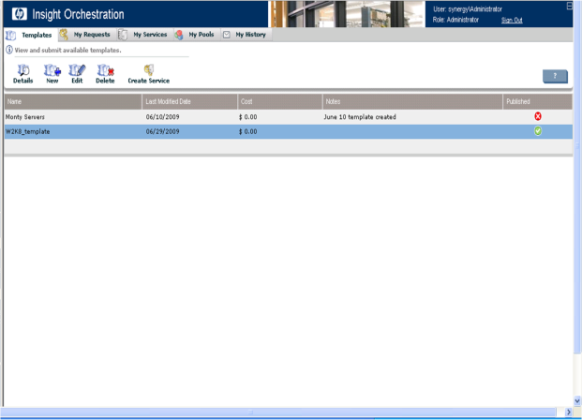 hp Insight Orchestration
User: synergy\Administrator
Role: Administrator Sign Out
Templates My Requests My Services My Pools My History
View and submit available templates.
Details New Edit Delete Create Service
?
Name Last Modified Date Cost Notes Published
Monty Servers 06/10/2009 $ 0.00 June 10 template created
W2K8_template 06/29/2009 $ 0.00